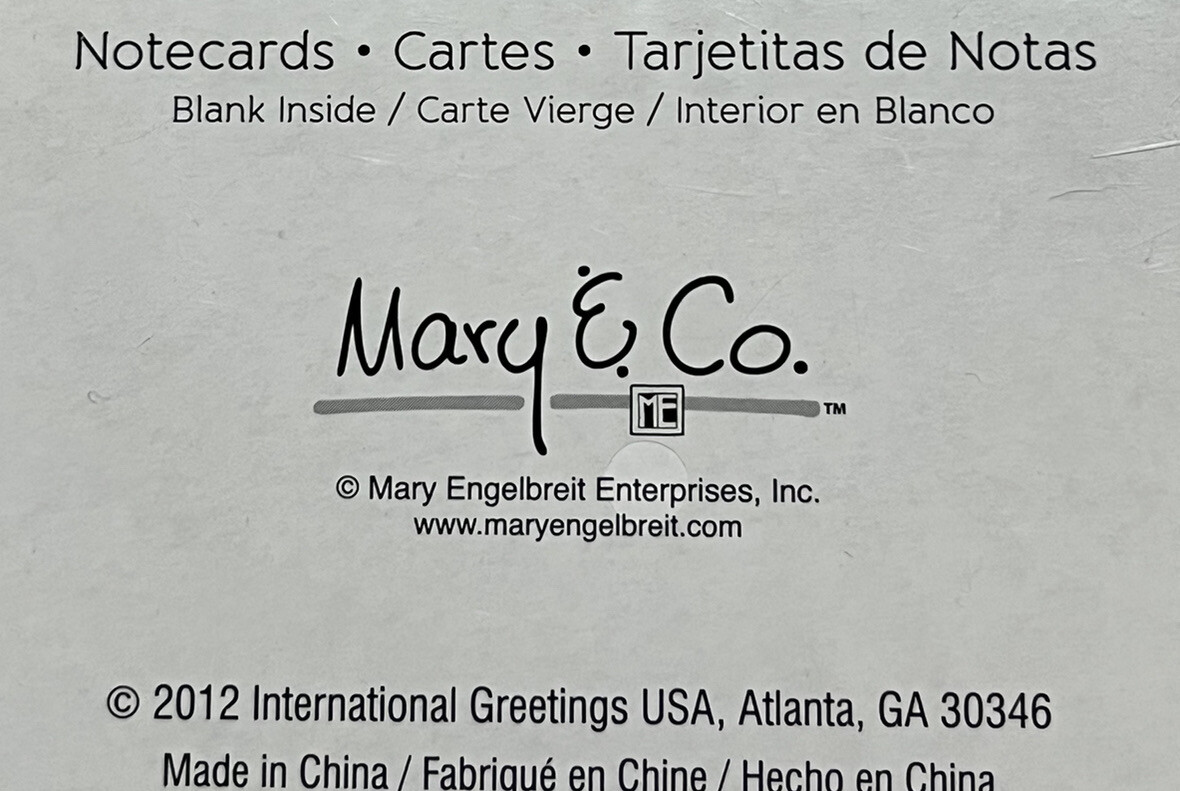 Notecards • Cartes • Tarjetitas de Notas
Blank Inside / Carte Vierge / Interior en Blanco
Mary & Co.
ME ™
© Mary Engelbreit Enterprises, Inc.
www.maryengelbreit.com
© 2012 International Greetings USA, Atlanta, GA 30346
Made in China / Fabriqué en Chine / Hecho en China